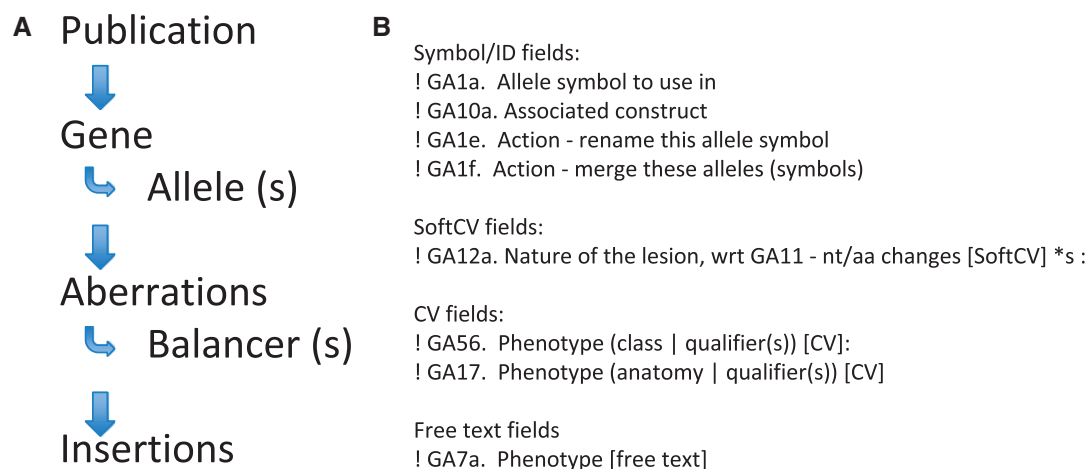 A
Publication
Gene
Allele (s)
Aberrations
Balancer (s)
Insertions
B
Symbol/ID fields:
! GA1a.  Allele symbol to use in
! GA10a. Associated construct
! GA1e.  Action - rename this allele symbol
! GA1f.  Action - merge these alleles (symbols)
SoftCV fields:
! GA12a. Nature of the lesion, wrt GA11 - nt/aa changes [SoftCV] *s :
CV fields:
! GA56.  Phenotype (class | qualifier(s)) [CV]:
! GA17.  Phenotype (anatomy | qualifier(s)) [CV]
Free text fields
! GA7a.  Phenotype [free text]